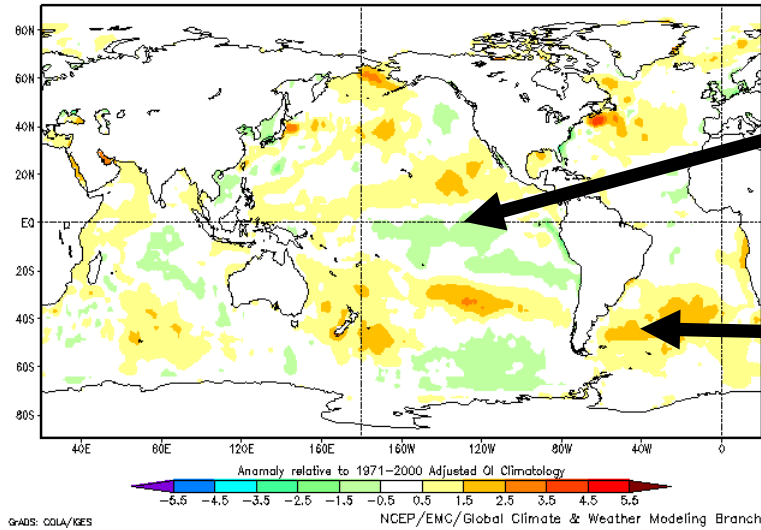 80N
60N
40N
20N
EQ
20S
40S
60S
80S
40E 80E 120E 160E 160W 120W 80W 40W 0
Anomaly relative to 1971-2000 Adjusted OI Climatology
-5.5 -4.5 -3.5 -2.5 -1.5 -0.5 0.5 1.5 2.5 3.5 4.5 5.5
GrADS: COLA/IGES NCEP/EMC/Global Climate & Weather Modeling Branch